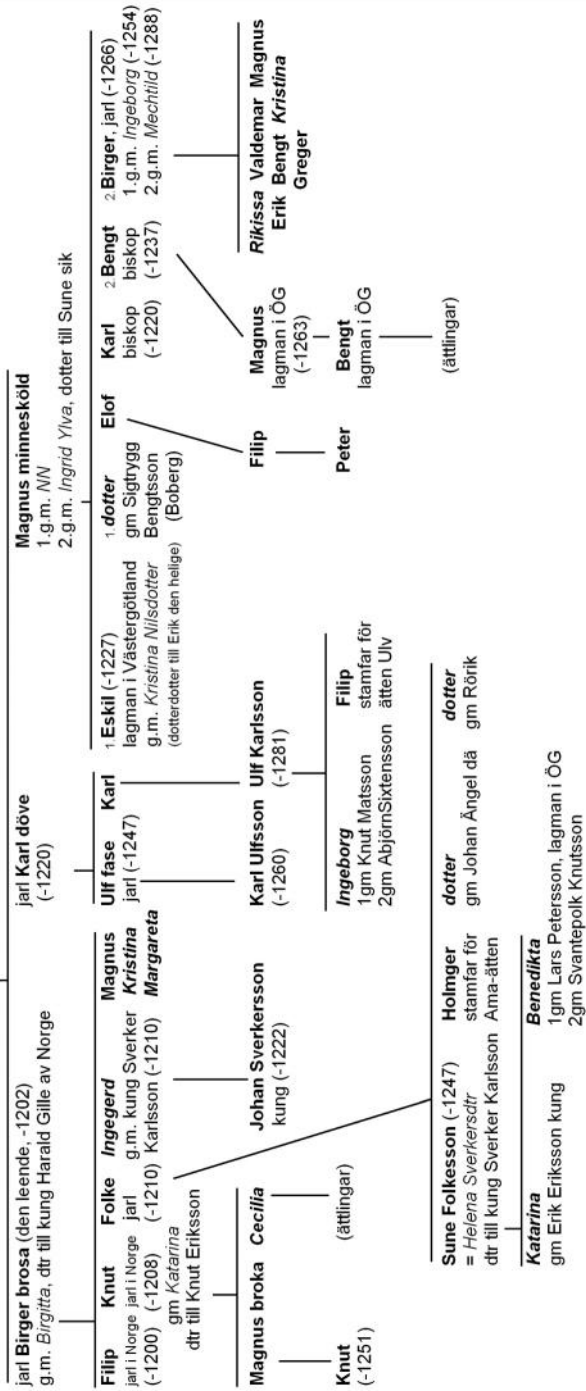 jarl Birger brosa (den leende, -1202)
g.m. Birgitta, dtr till kung Harald Gille av Norge
Filip
jarl i Norge
(-1200)
Knut
jarl i Norge
(-1208)
gm Katarina
dtr till Knut Eriksson
Folke
jarl
(-1210)
Ingegerd
g.m. kung Sverker
Karlsson (-1210)
Magnus
Kristina
Margareta
Magnus broka
Cecilia
Knut
(-1251)
(ättlingar)
Johan Sverkersson
kung (-1222)
Sune Folkesson (-1247)
= Helena Sverkersdtr
dtr till kung Sverker Karlsson
Holmger
stamfar för
Ama-ätten
dotter
gm Johan Ängel dä
dotter
gm Rörik
Katarina
gm Erik Eriksson kung
Benedikta
1gm Lars Petersson, lagman i ÖG
2gm Svantepolk Knutsson
jarl Karl döve
(-1220)
Ulf fase
jarl (-1247)
Karl
Karl Ulfsson
(-1260)
Ulf Karlsson
(-1281)
Ingeborg
1gm Knut Matsson
2gm AbjörnSixtensson
Filip
stamfar för
ätten Ulv
Magnus minnesköld
1.g.m. NN
2.g.m. Ingrid Ylva, dotter till Sune sik
1. Eskil (-1227)
lagman i Västergötland
g.m. Kristina Nilsdotter
(dotterdotter till Erik den helige)
1. dotter
gm Sigtrygg
Bengtsson
(Boberg)
Elof
Karl
biskop
(-1220)
2. Bengt
biskop
(-1237)
2. Birger, jarl (-1266)
1.g.m. Ingeborg (-1254)
2.g.m. Mechtild (-1288)
Filip
Peter
Magnus
lagman i ÖG
(-1263)
Bengt
lagman i ÖG
(ättlingar)
Rikissa Valdemar Magnus
Erik Bengt Kristina
Greger